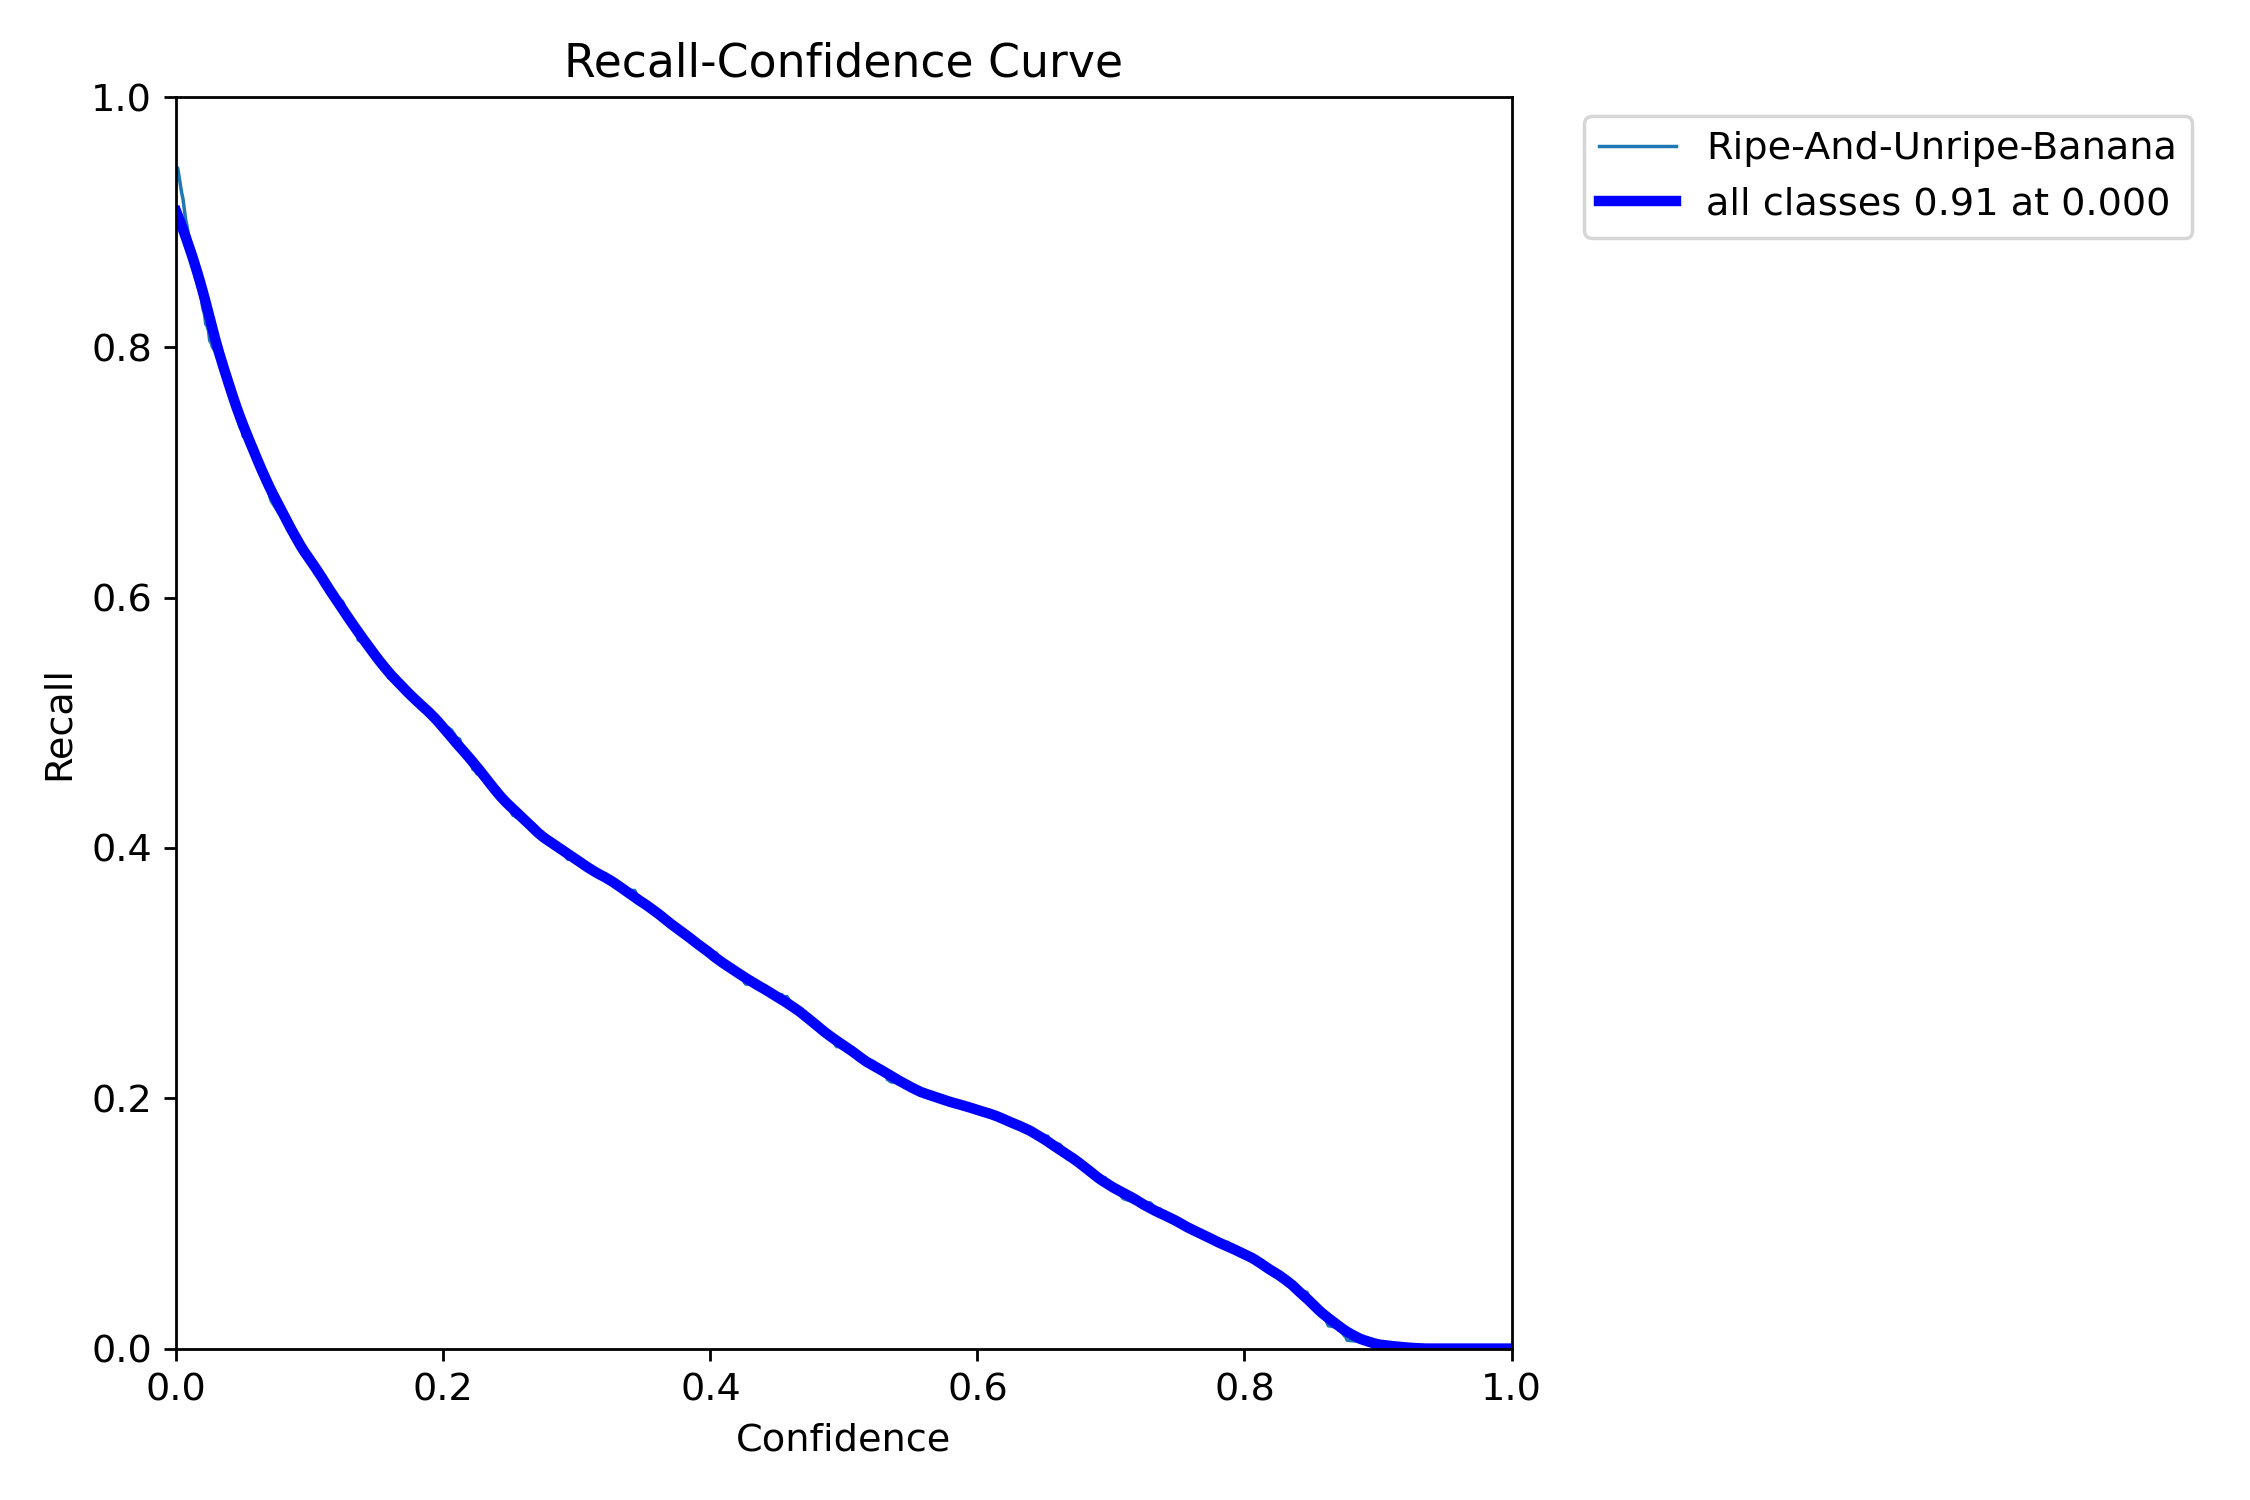 Recall-Confidence Curve
Ripe-And-Unripe-Banana
all classes 0.91 at 0.000
1.0
0.8
0.6
0.4
0.2
0.0
Recall
0.0 0.2 0.4 0.6 0.8 1.0
Confidence